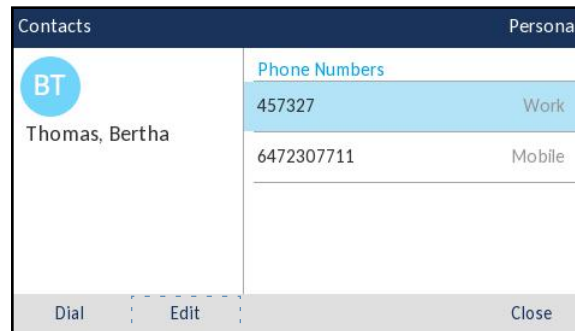 Contacts
Persona
BT
Thomas, Bertha
Phone Numbers
457327 Work
6472307711 Mobile
Dial Edit Close